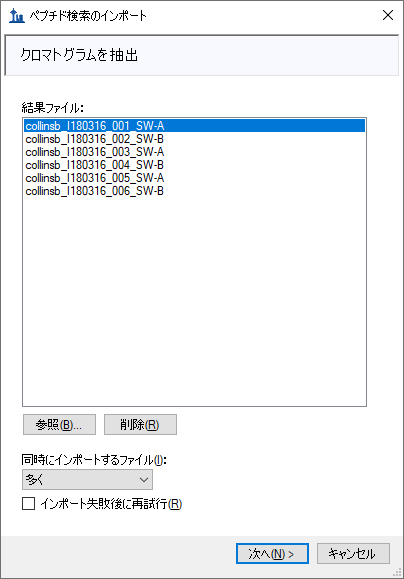 ペプチド検索のインポート
クロマトグラムを抽出
結果ファイル:
collinsb_I180316_001_SW-A
collinsb_I180316_002_SW-B
collinsb_I180316_003_SW-A
collinsb_I180316_004_SW-B
collinsb_I180316_005_SW-A
collinsb_I180316_006_SW-B
参照(B)... 削除(R)
同時にインポートするファイル(I):
多く
インポート失敗後に再試行(R)
次へ(N) > キャンセル